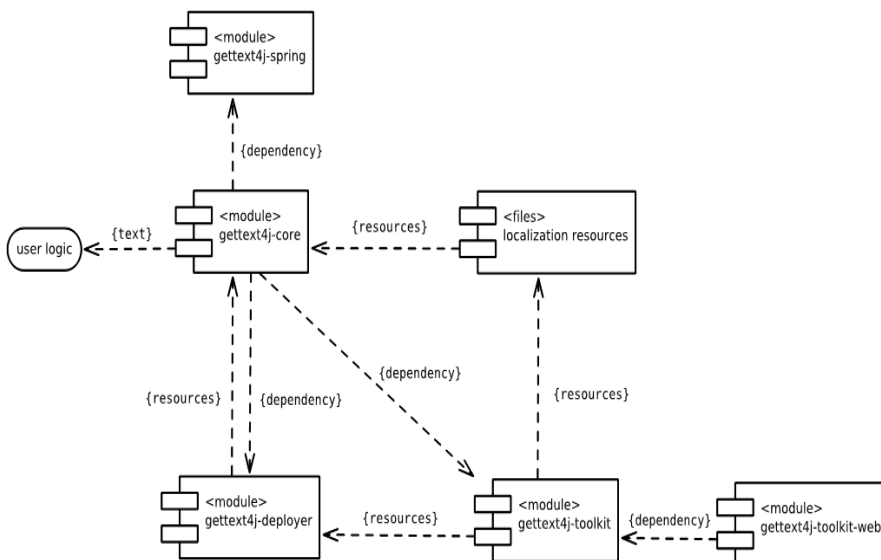 <module>
gettext4j-spring
{dependency}
<module>
gettext4j-core
<files>
localization resources
{resources}
{text}
user logic
{dependency}
{resources}
{dependency}
{resources}
<module>
gettext4j-deployer
{resources}
<module>
gettext4j-toolkit
{dependency}
<module>
gettext4j-toolkit-web